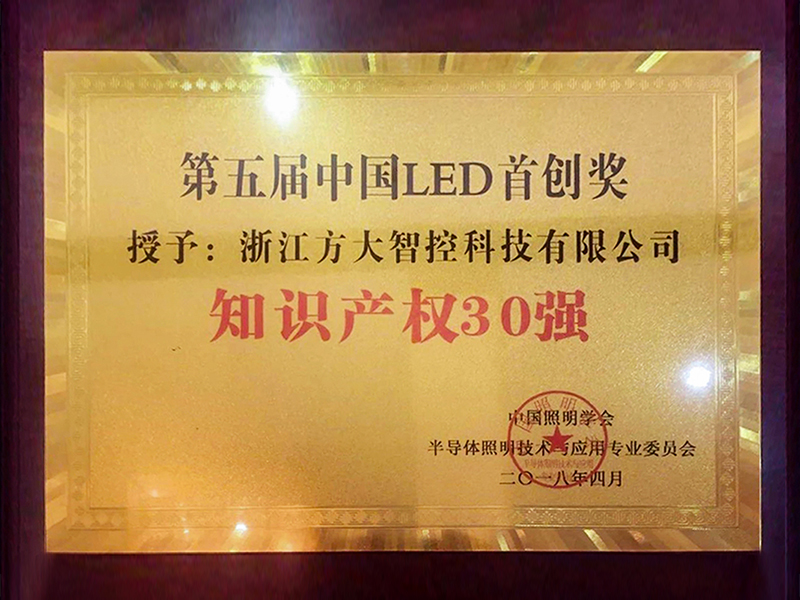 第五届中国LED首创奖
授予：浙江方大智控科技有限公司
知识产权30强
中国照明学会
半导体照明技术与应用专业委员会
二〇一八年四月